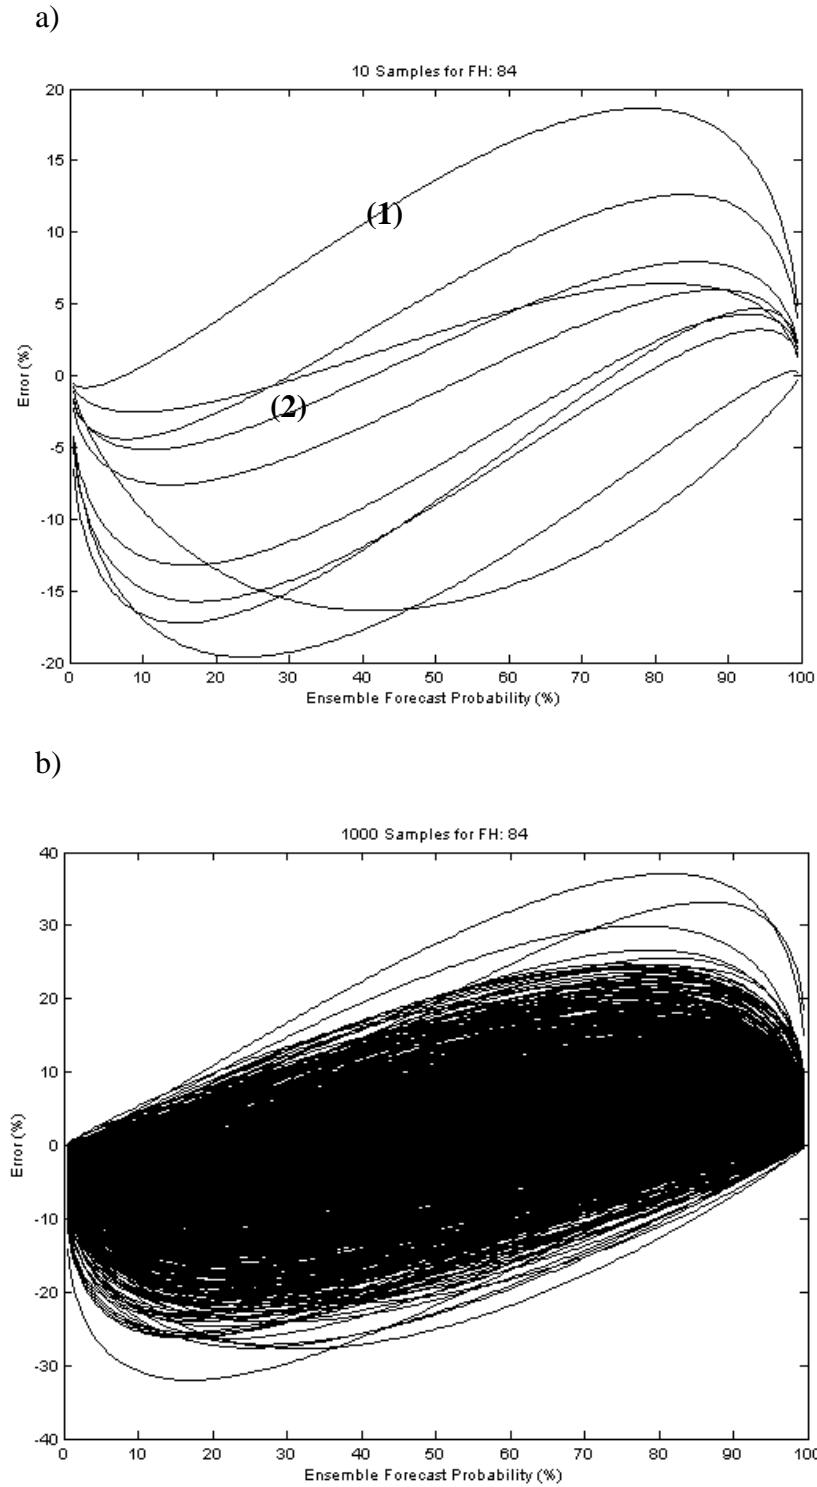 a)
10 Samples for FH: 84
20
15
10
5
0
-5
-10
-15
-20
Error (%)
(1)
(2)
0 10 20 30 40 50 60 70 80 90 100
Ensemble Forecast Probability (%)
b)
1000 Samples for FH: 84
40
30
20
10
0
-10
-20
-30
-40
Error (%)
0 10 20 30 40 50 60 70 80 90 100
Ensemble Forecast Probability (%)